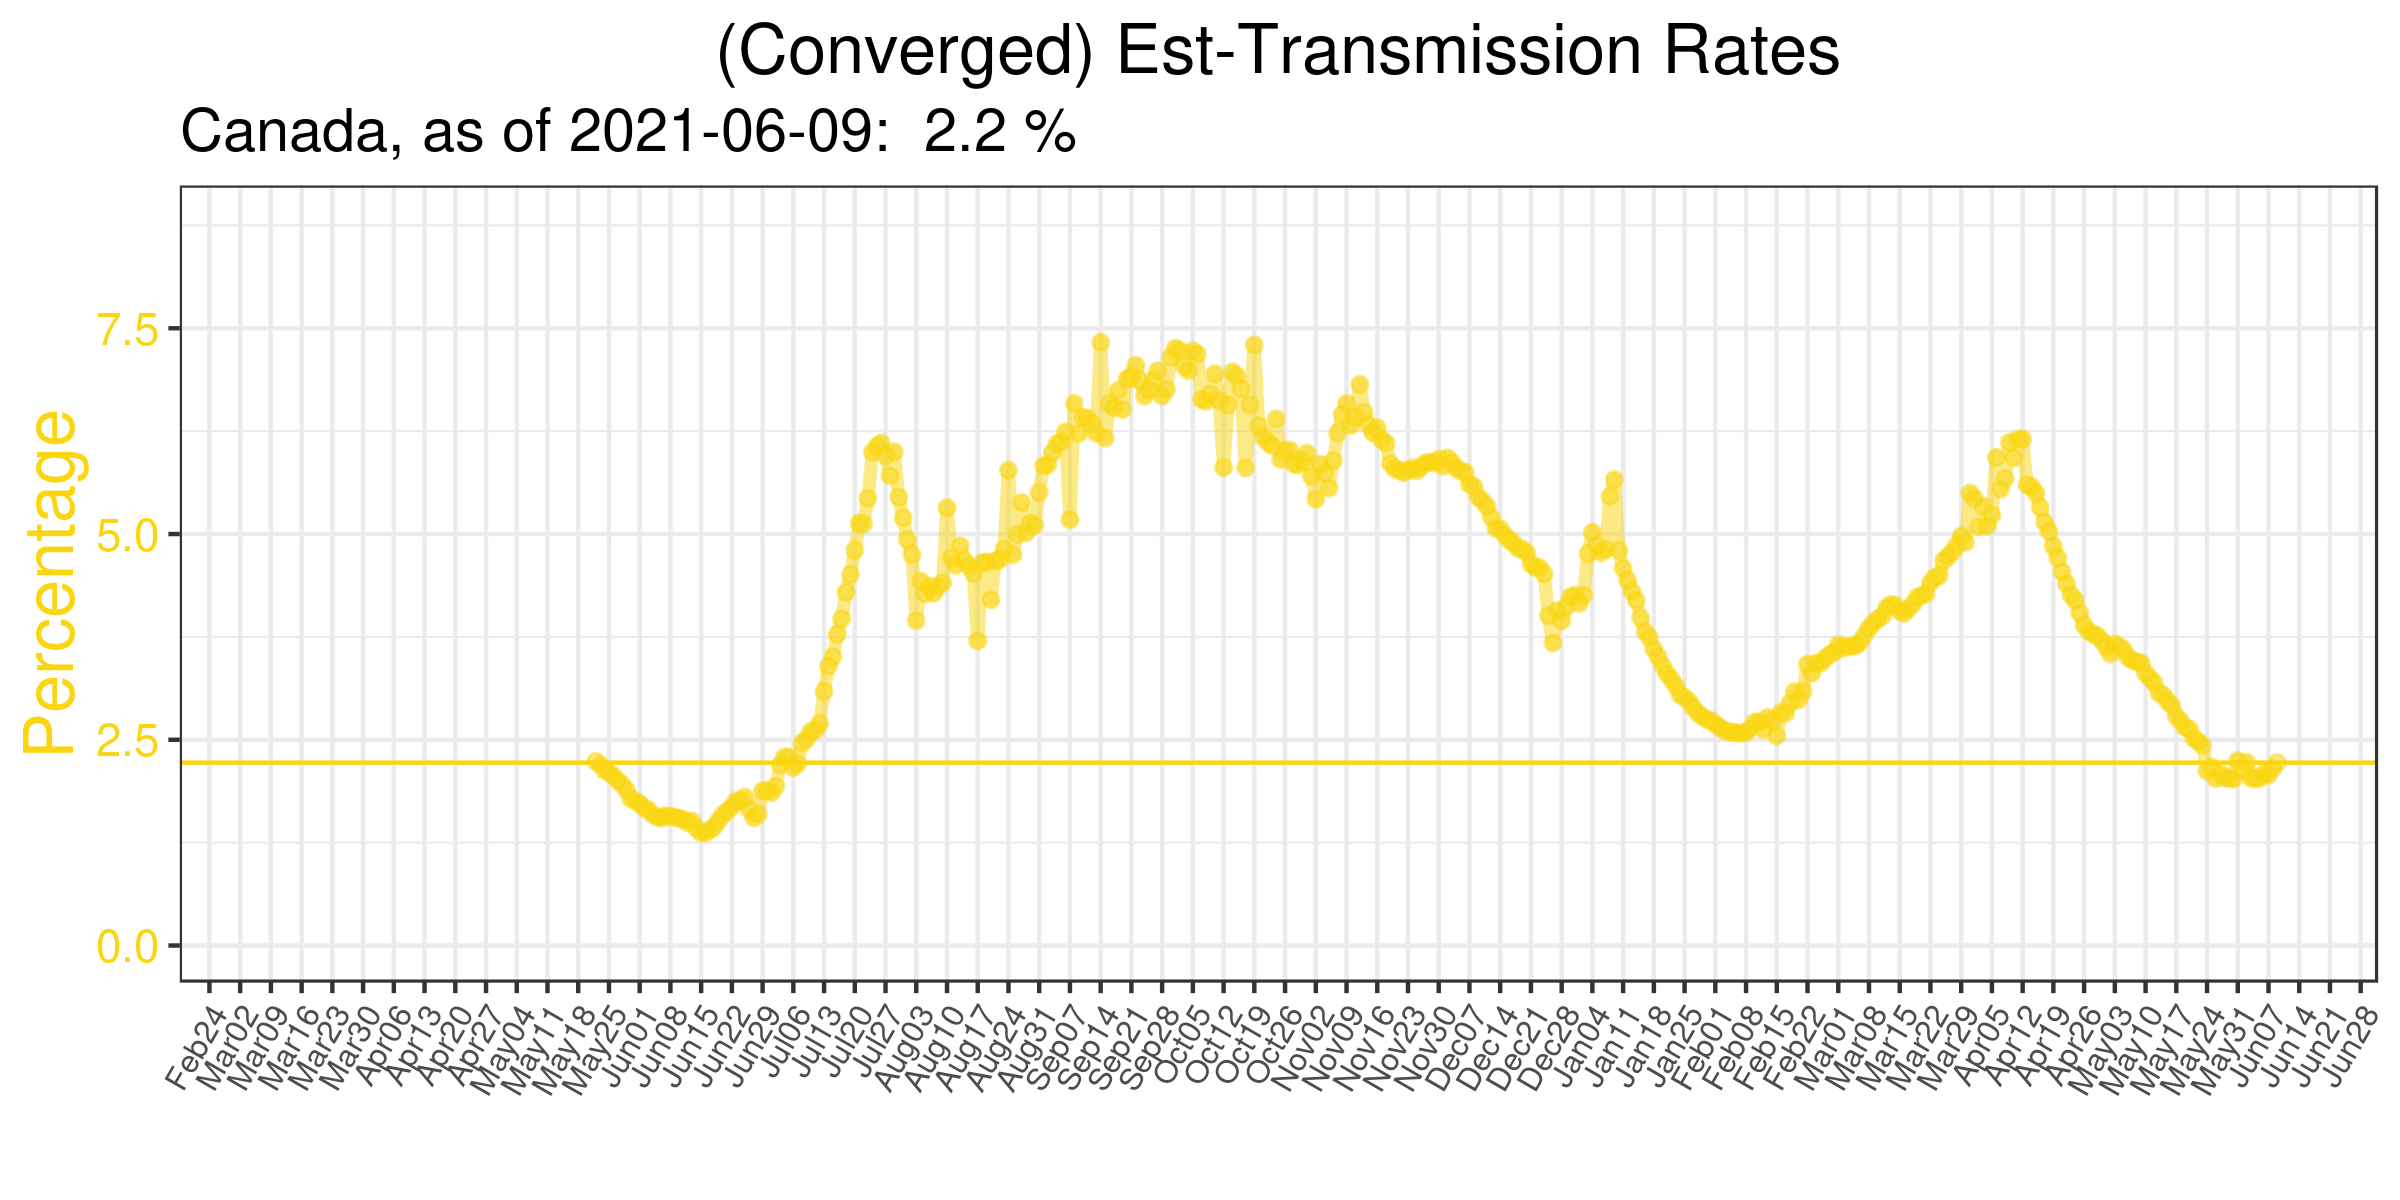 (Converged) Est-Transmission Rates
Canada, as of 2021-06-09:  2.2 %
Percentage
7.5
5.0
2.5
0.0
Feb24
Mar02
Mar09
Mar16
Mar23
Mar30
Apr06
Apr13
Apr20
Apr27
May04
May11
May18
May25
Jun01
Jun08
Jun15
Jun22
Jun29
Jul06
Jul13
Jul20
Jul27
Aug03
Aug10
Aug17
Aug24
Aug31
Sep07
Sep14
Sep21
Sep28
Oct05
Oct12
Oct19
Oct26
Nov02
Nov09
Nov16
Nov23
Nov30
Dec07
Dec14
Dec21
Dec28
Jan04
Jan11
Jan18
Jan25
Feb01
Feb08
Feb15
Feb22
Mar01
Mar08
Mar15
Mar22
Mar29
Apr05
Apr12
Apr19
Apr26
May03
May10
May17
May24
May31
Jun07
Jun14
Jun21
Jun28